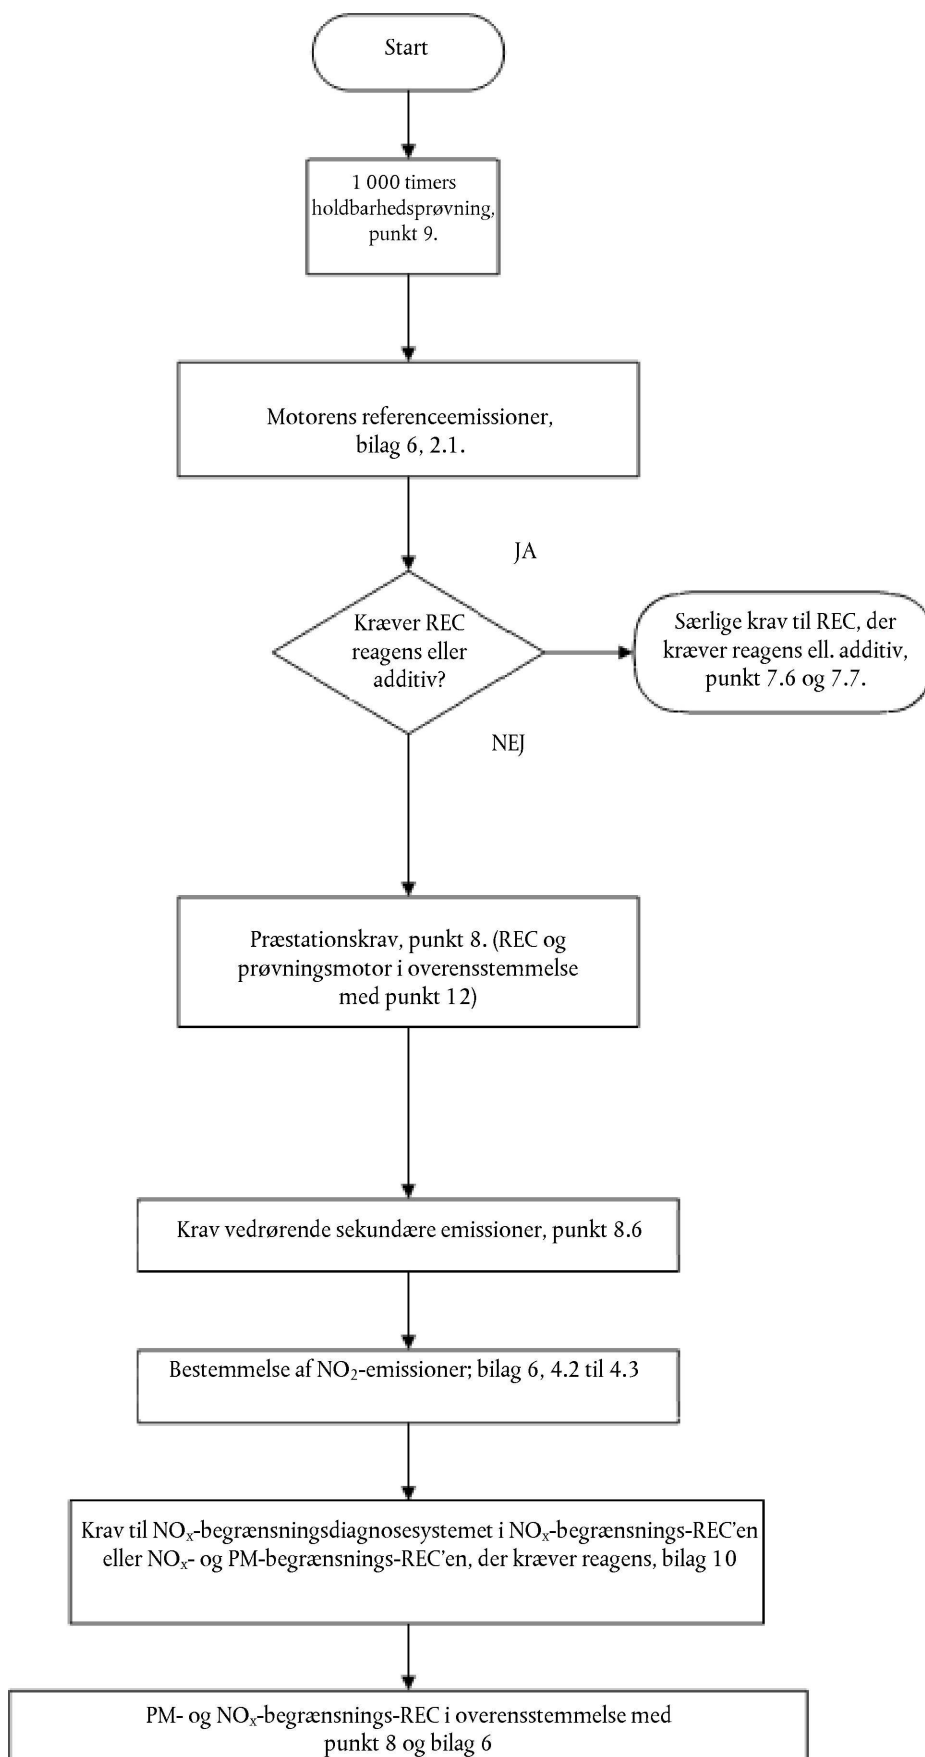 Start
1 000 timers
holdbarhedsprøvning,
punkt 9.
Motorens referenceemissioner,
bilag 6, 2.1.
JA
Kræver REC
reagens eller
additiv?
Særlige krav til REC, der
kræver reagens ell. additiv,
punkt 7.6 og 7.7.
NEJ
Præstationskrav, punkt 8. (REC og
prøvningsmotor i overensstemmelse
med punkt 12)
Krav vedrørende sekundære emissioner, punkt 8.6
Bestemmelse af NO₂-emissioner; bilag 6, 4.2 til 4.3
Krav til NOₓ-begrænsningsdiagnosesystemet i NOₓ-begrænsnings-REC’en
eller NOₓ- og PM-begrænsnings-REC’en, der kræver reagens, bilag 10
PM- og NOₓ-begrænsnings-REC i overensstemmelse med
punkt 8 og bilag 6